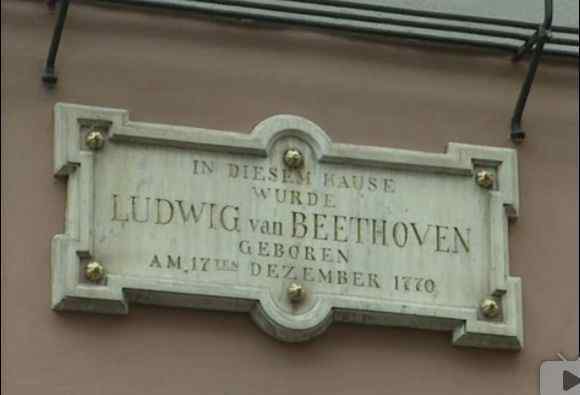 IN DIESEM HAUSE
WURDE
LUDWIG van BEETHOVEN
GEBOREN
AM 17TEN DEZEMBER 1770